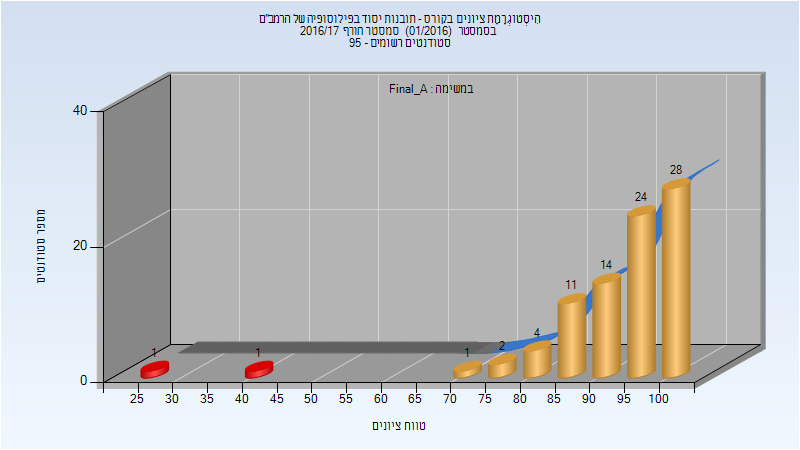 הִיסְטוֹגְרָמַת ציונים בקורס - תובנות יסוד בפילוסופיה של הרמב"ם
בסמסטר (01/2016) סמסטר חורף 2016/17
סטודנטים רשומים - 95
במשימה : Final_A
40
20
0
מספר סטודנטים
1 1 1 2 4 11 14 24 28
25 30 35 40 45 50 55 60 65 70 75 80 85 90 95 100
טווח ציונים